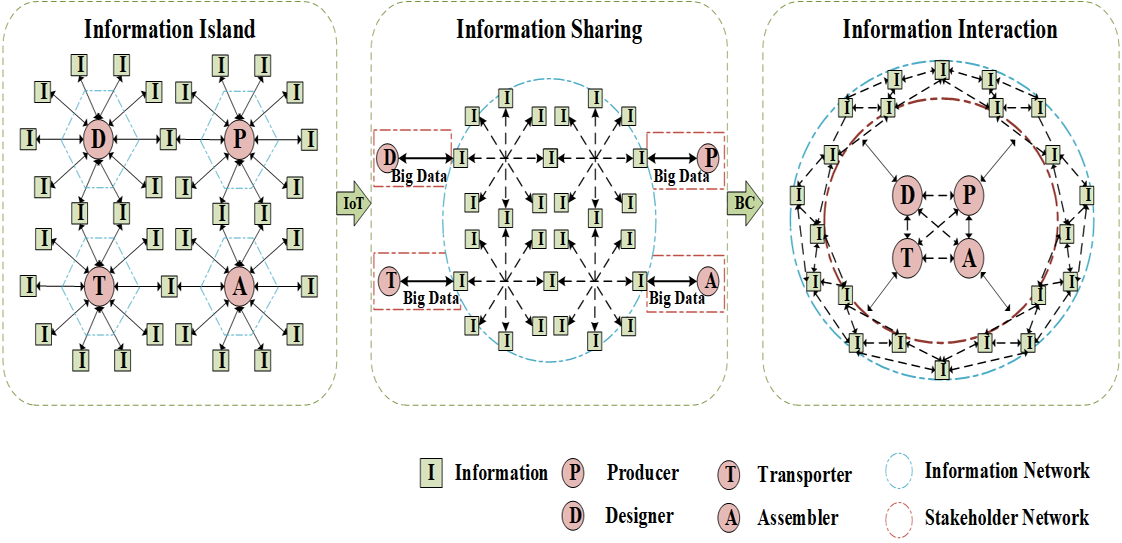 Information Island
I I I I
I I I I
I D I P I
I I I I
I I I I
I I I I
I T I A I
I I I I
I I I I
IoT
Information Sharing
I I
I I I I
D I I I P
Big Data Big Data
I I I I
I I
I I I I
T I I I A
Big Data Big Data
I I I I
I I
BC
Information Interaction
I
I I
I I I I
I I
I D P I
I I
T A
I I
I I
I I I I
I
I Information P Producer T Transporter Information Network
D Designer A Assembler Stakeholder Network